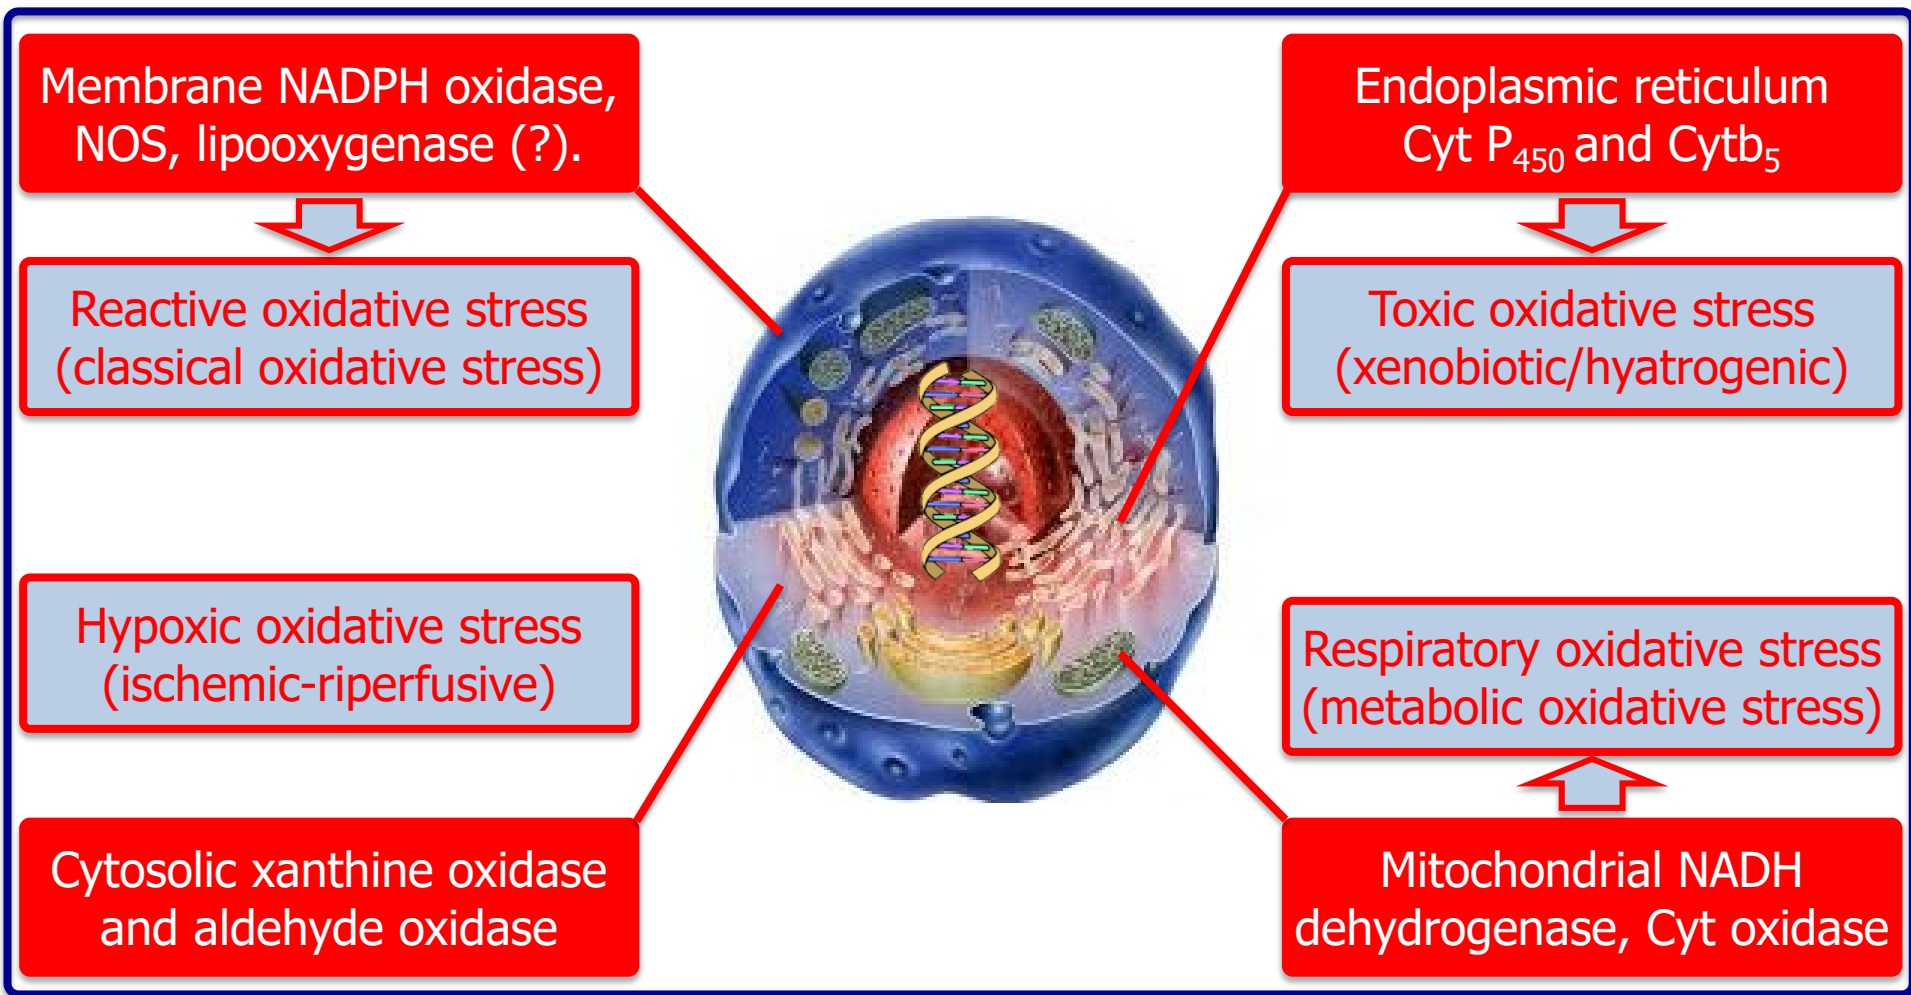 Membrane NADPH oxidase,
NOS, lipooxygenase (?).
Reactive oxidative stress
(classical oxidative stress)
Hypoxic oxidative stress
(ischemic-riperfusive)
Cytosolic xanthine oxidase
and aldehyde oxidase
Endoplasmic reticulum
Cyt P₄₅₀ and Cytb₅
Toxic oxidative stress
(xenobiotic/hyatrogenic)
Respiratory oxidative stress
(metabolic oxidative stress)
Mitochondrial NADH
dehydrogenase, Cyt oxidase